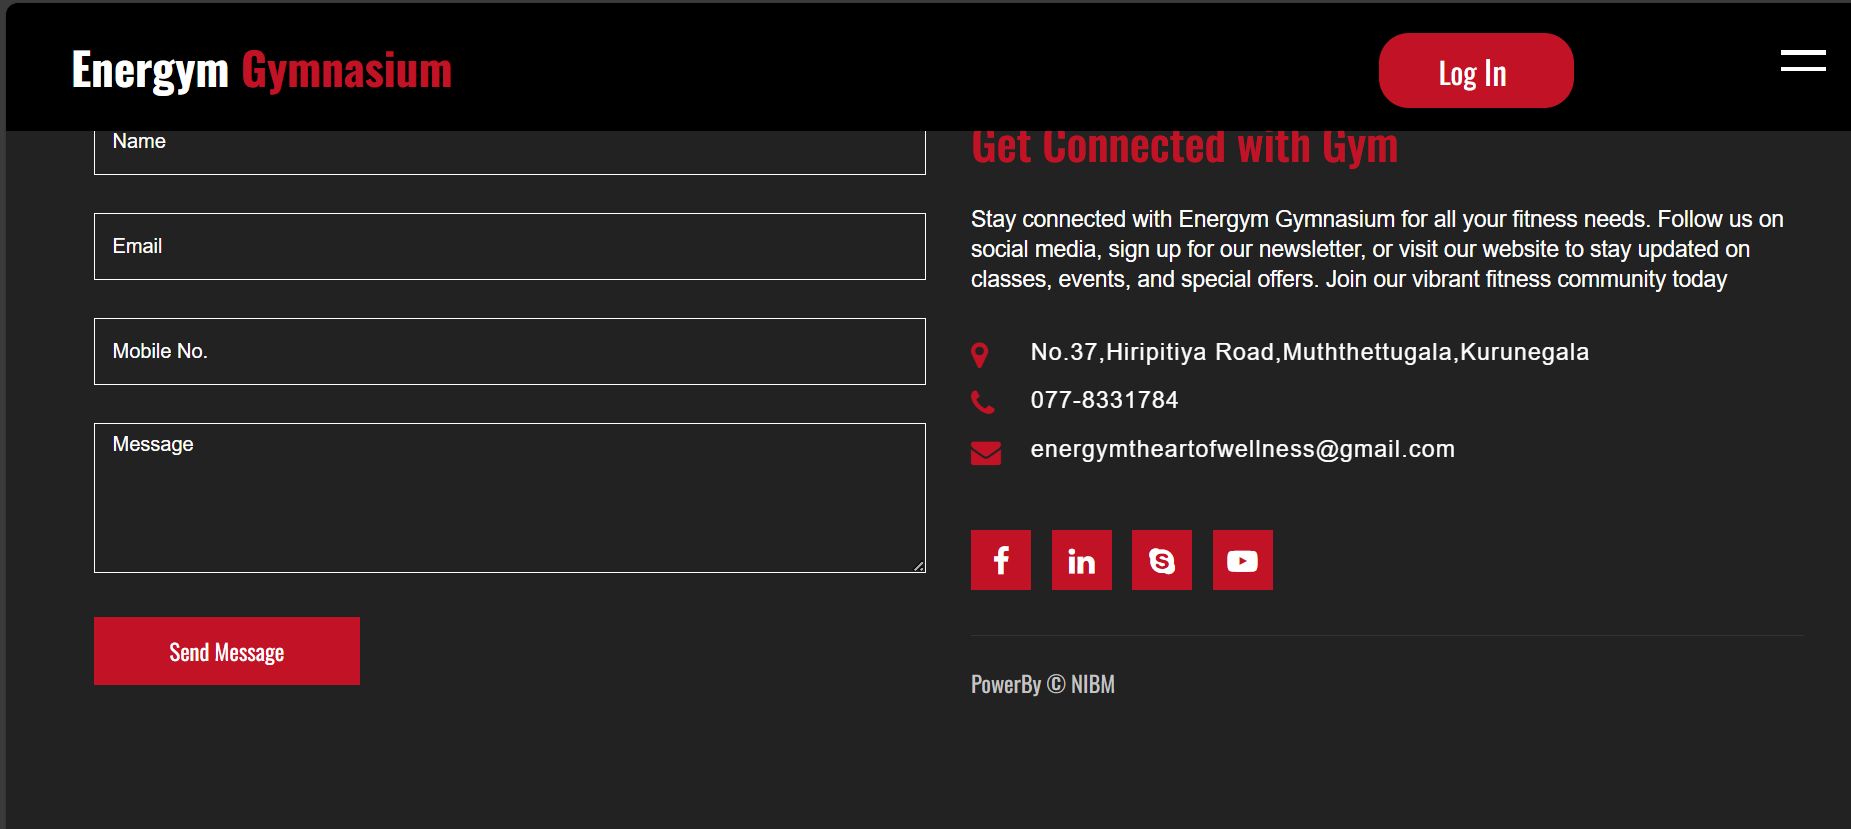 Energym Gymnasium
Log In
Name
Email
Mobile No.
Message
Send Message
Get Connected with Gym
Stay connected with Energym Gymnasium for all your fitness needs. Follow us on
social media, sign up for our newsletter, or visit our website to stay updated on
classes, events, and special offers. Join our vibrant fitness community today
No.37,Hiripitiya Road,Muththettugala,Kurunegala
077-8331784
energymtheartofwellness@gmail.com
PowerBy © NIBM